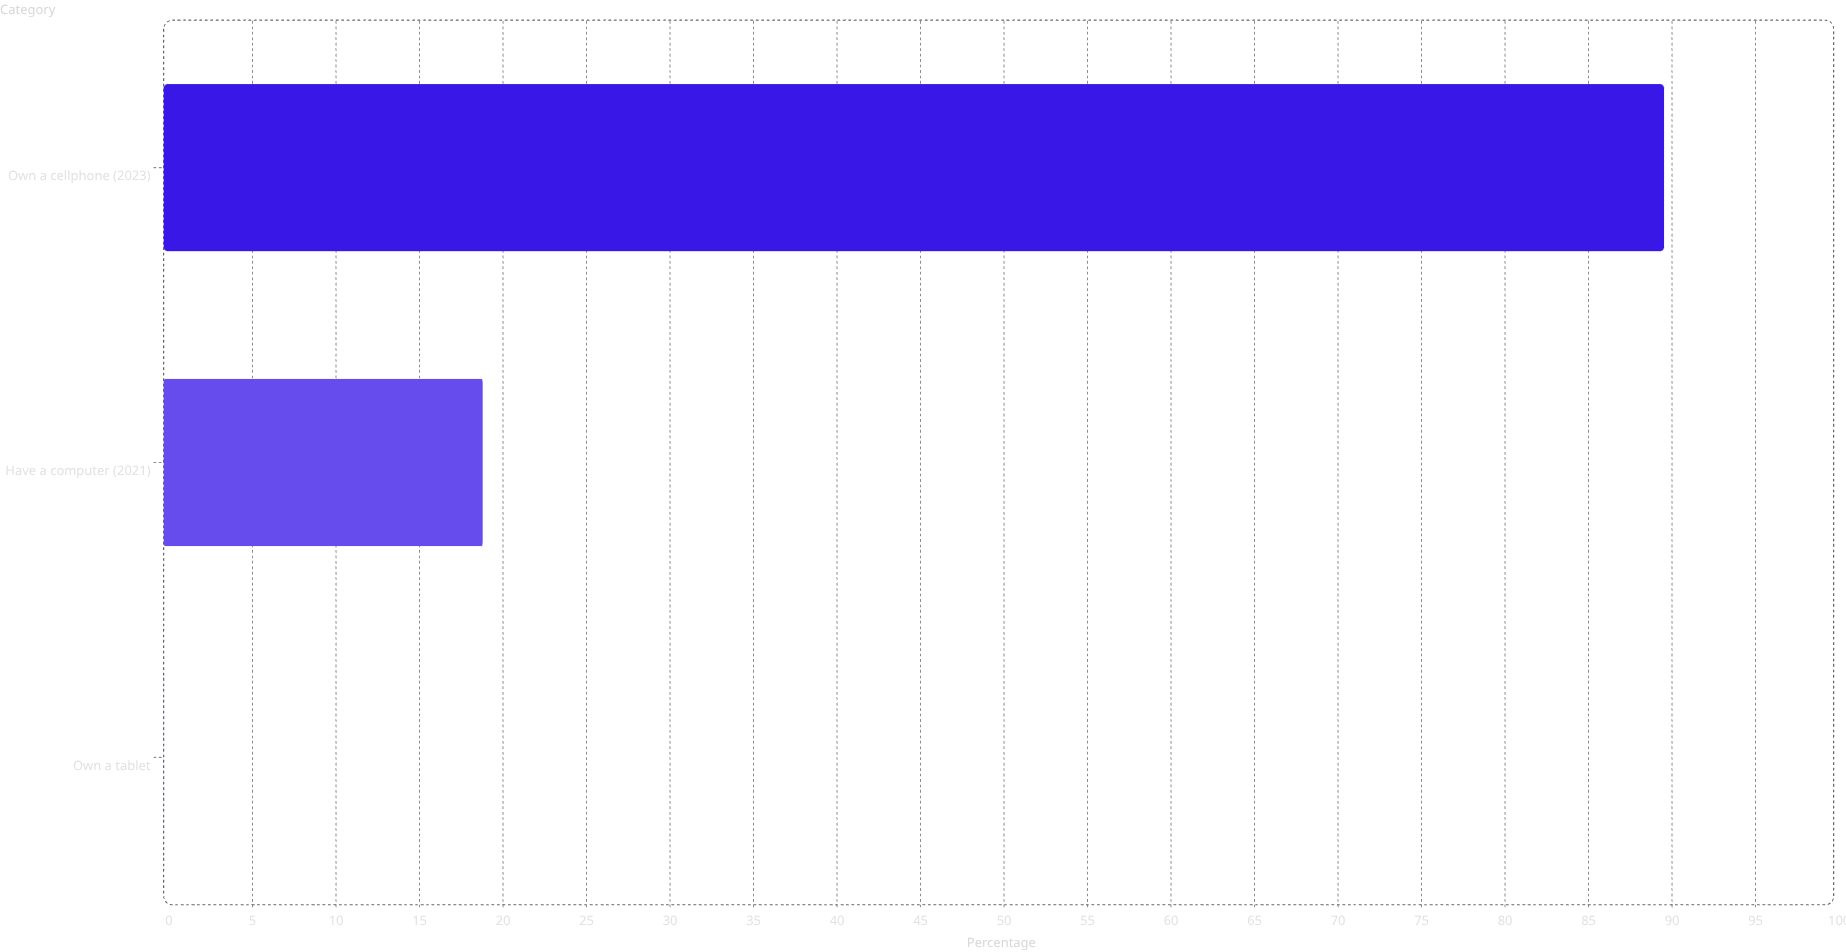 Category
Own a cellphone (2023)
Have a computer (2021)
Own a tablet
0 5 10 15 20 25 30 35 40 45 50 55 60 65 70 75 80 85 90 95 100
Percentage